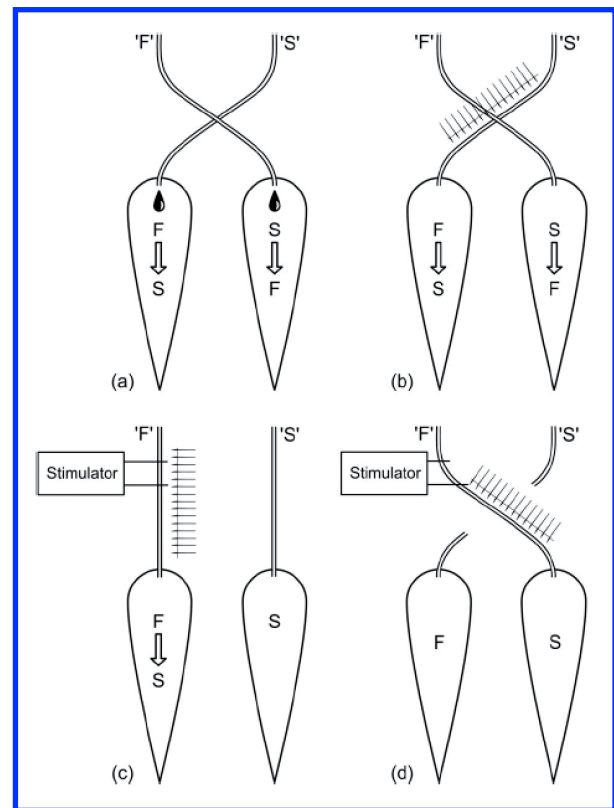 'F' 'S'
F S
S F
(a)
'F' 'S'
F S
S F
(b)
'F' 'S'
Stimulator
F S
S
(c)
'F' 'S'
Stimulator
F S
(d)